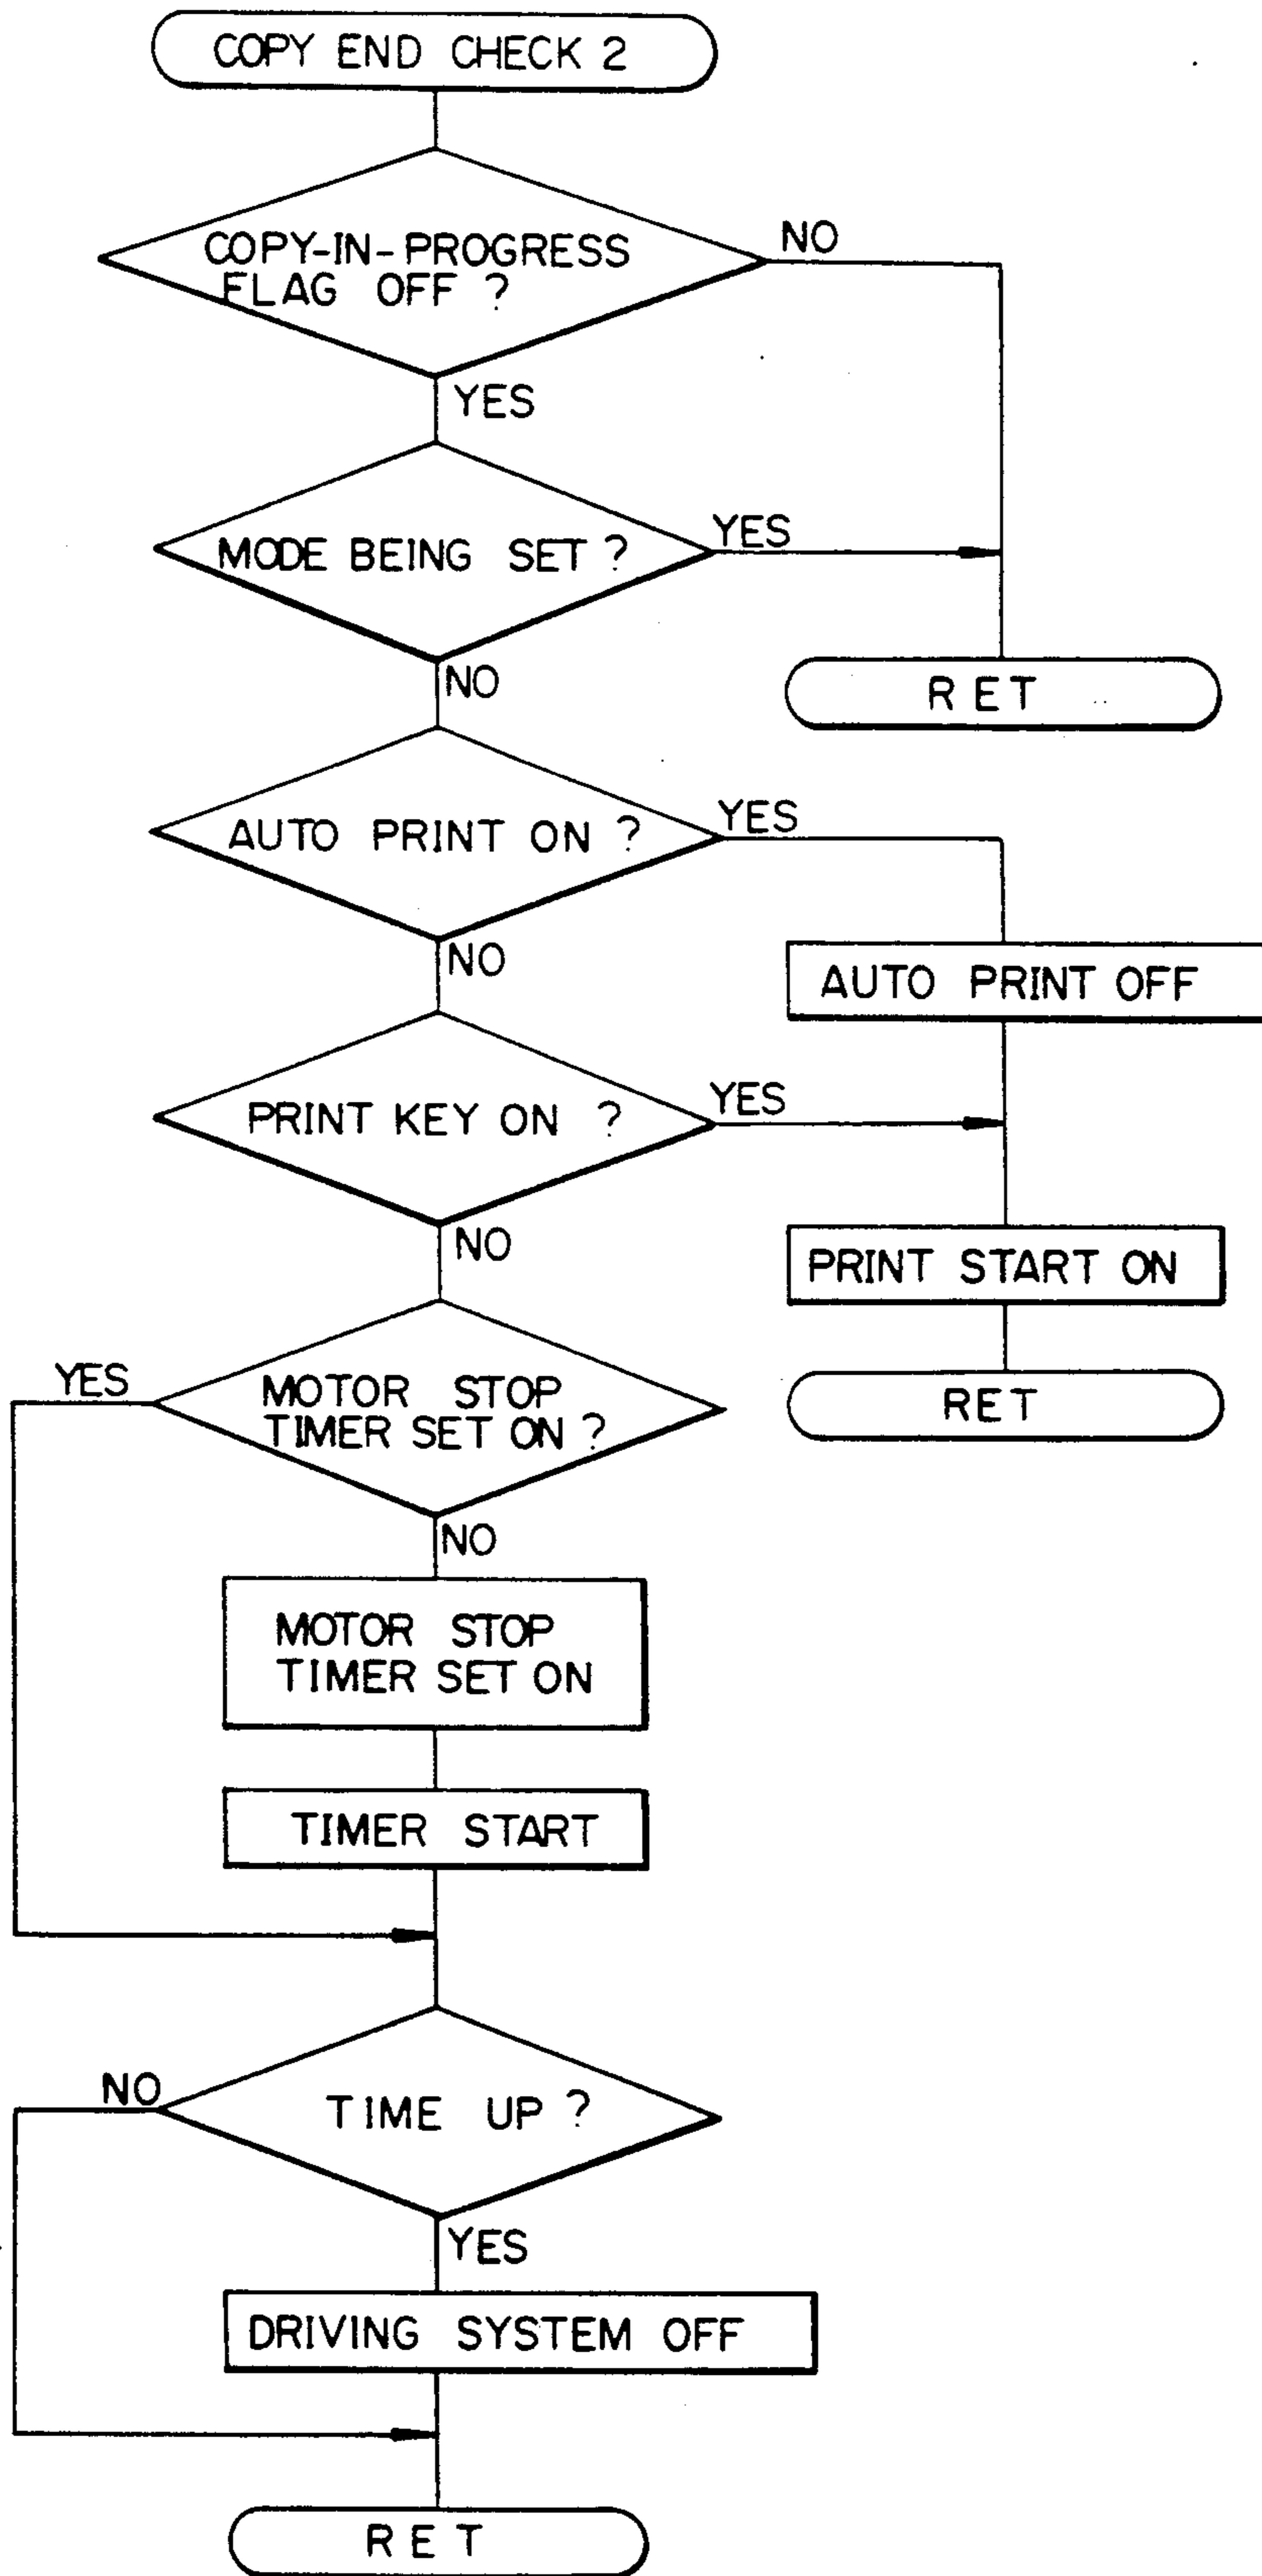 COPY END CHECK 2
COPY-IN-PROGRESS
FLAG OFF ?
NO
YES
MODE BEING SET ?
YES
NO
RET
AUTO PRINT ON ?
YES
NO
AUTO PRINT OFF
PRINT KEY ON ?
YES
NO
PRINT START ON
RET
YES
MOTOR STOP
TIMER SET ON ?
NO
MOTOR STOP
TIMER SET ON
TIMER START
NO
TIME UP ?
YES
DRIVING SYSTEM OFF
RET